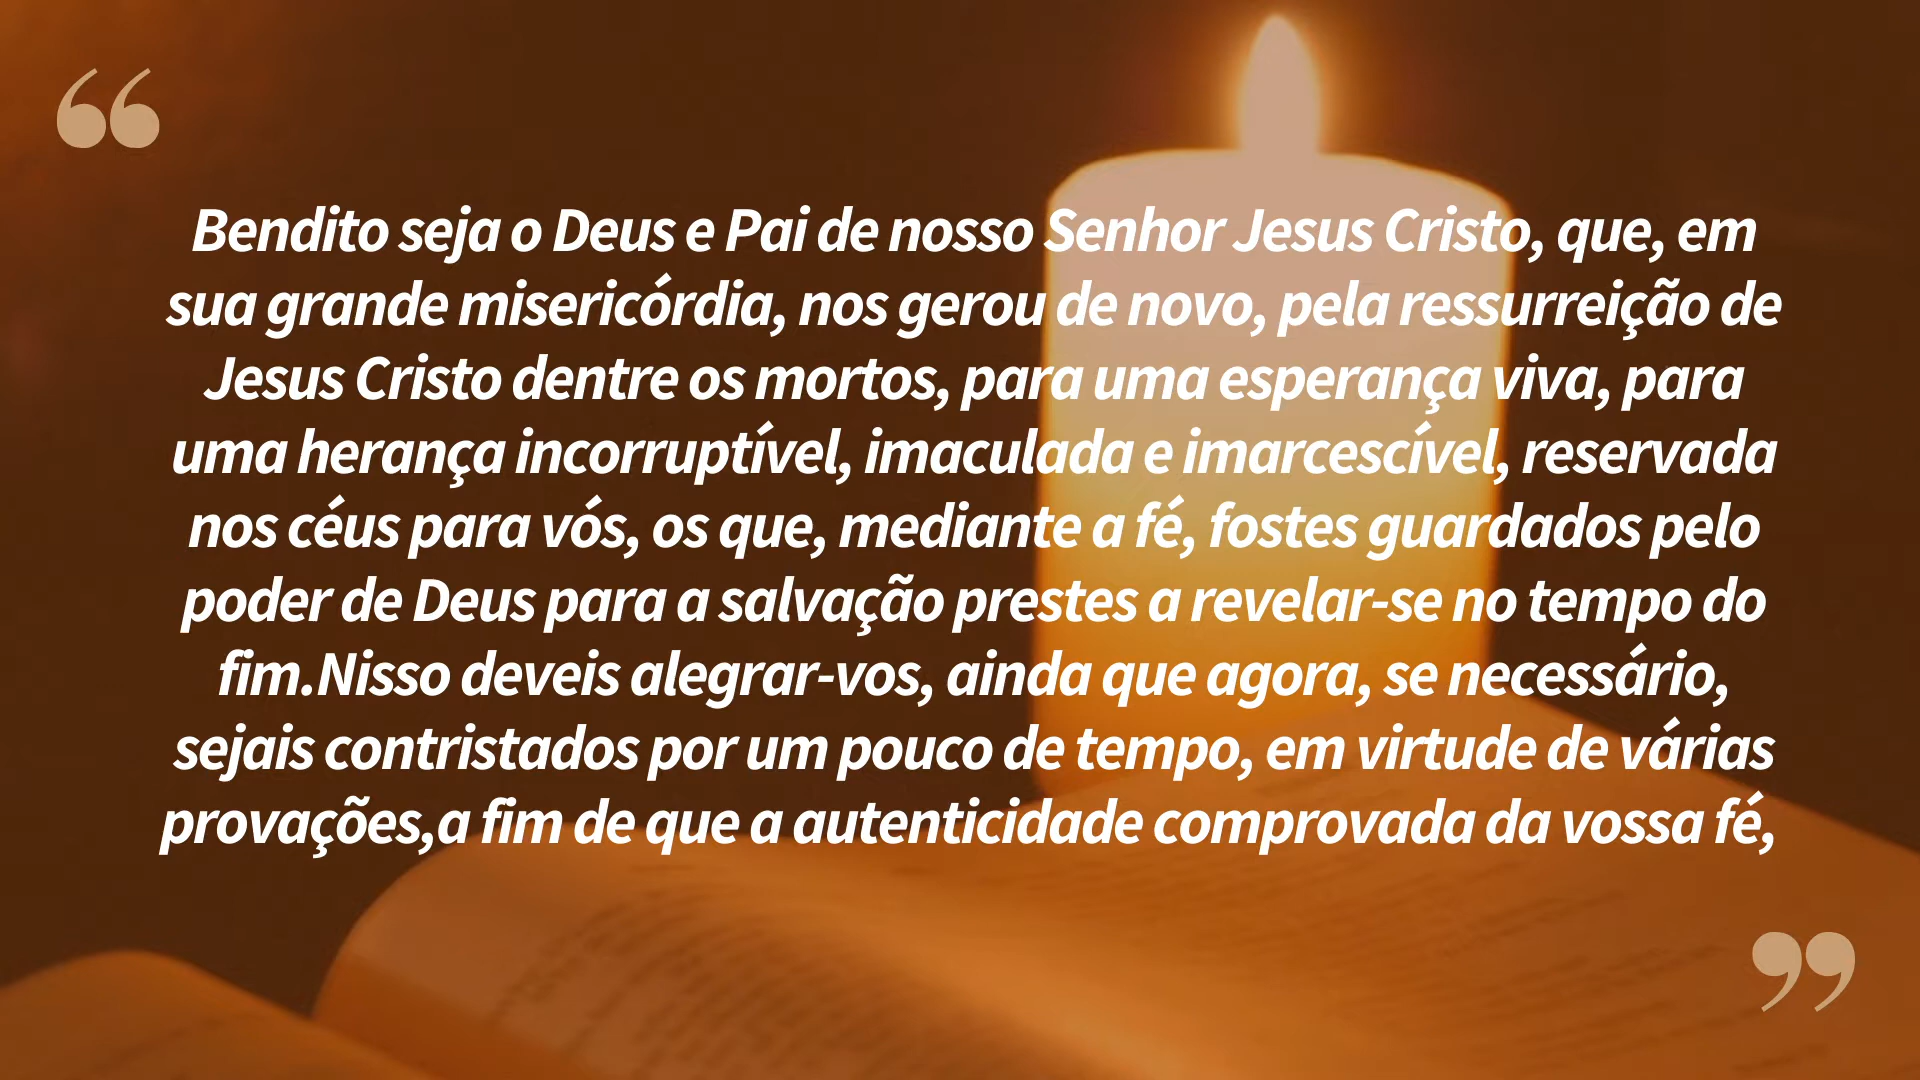 “
Bendito seja o Deus e Pai de nosso Senhor Jesus Cristo, que, em
sua grande misericórdia, nos gerou de novo, pela ressurreição de
Jesus Cristo dentre os mortos, para uma esperança viva, para
uma herança incorruptível, imaculada e imarcescível, reservada
nos céus para vós, os que, mediante a fé, fostes guardados pelo
poder de Deus para a salvação prestes a revelar-se no tempo do
fim.Nisso deveis alegrar-vos, ainda que agora, se necessário,
sejais contristados por um pouco de tempo, em virtude de várias
provações,a fim de que a autenticidade comprovada da vossa fé,
”